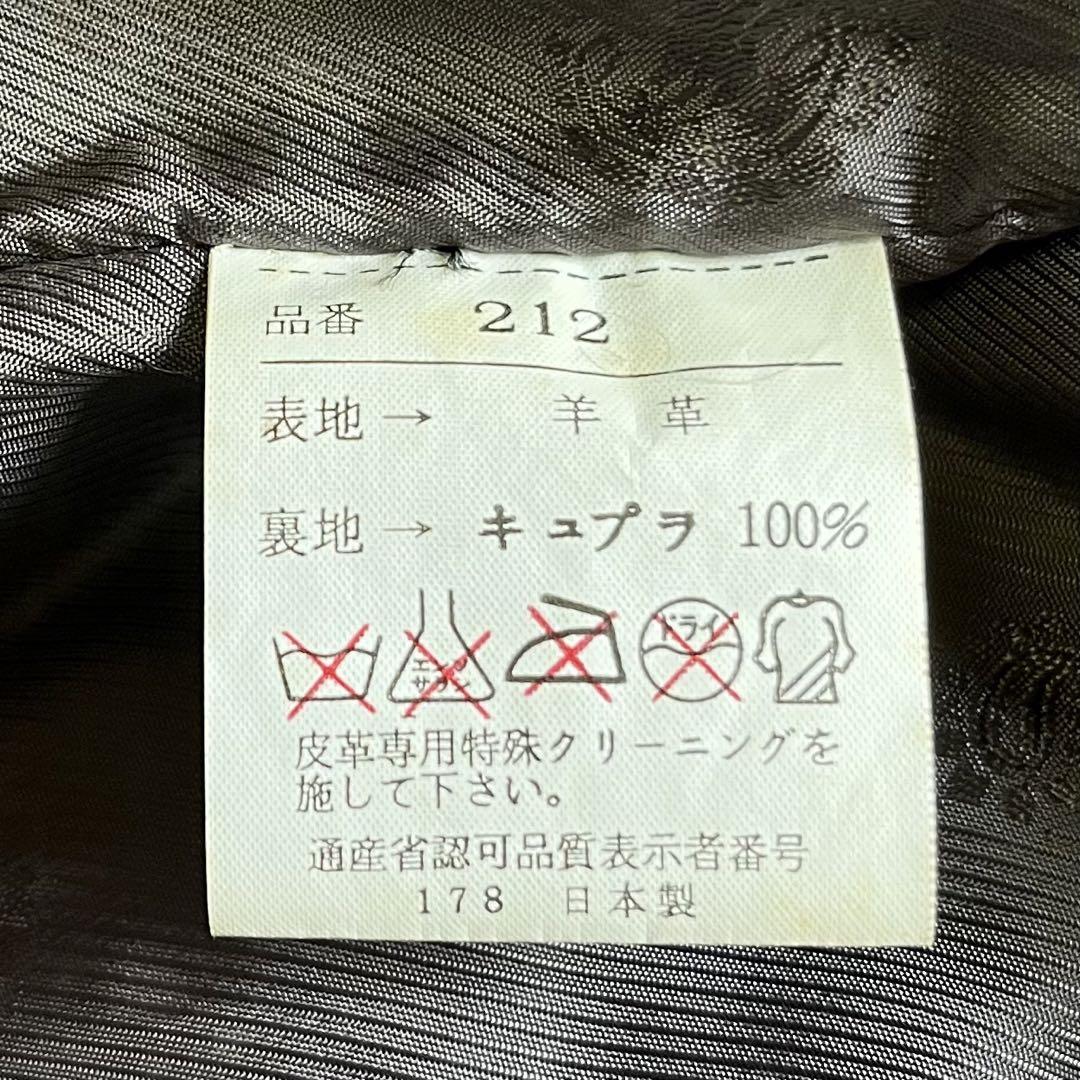 品番 212
表地→ 羊 革
裏地→ キュプラ 100%
エンソ
サラシ
ドライ
皮革専用特殊クリーニングを
施して下さい。
通産省認可品質表示者番号
178 日本製